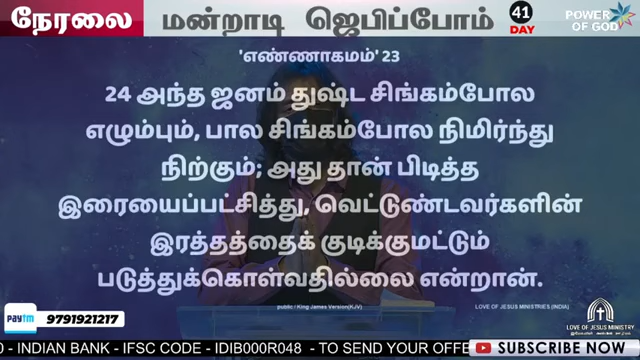 நேரலை
மன்றாடி ஜெபிப்போம்
41
DAY
POWER
OF GOD
'எண்ணாகமம்' 23
24 அந்த ஜனம் துஷ்ட சிங்கம்போல
எழும்பும், பால சிங்கம்போல நிமிர்ந்து
நிற்கும்; அது தான் பிடித்த
இரையைப்பட்சித்து, வெட்டுண்டவர்களின்
இரத்தத்தைக் குடிக்குமட்டும்
படுத்துக்கொள்வதில்லை என்றான்.
public / King James Version(KJV)
LOVE OF JESUS MINISTRIES (INDIA)
paytm 9791921217
LOVE OF JESUS MINISTRY
- INDIAN BANK - IFSC CODE - IDIB000R048 - TO SEND YOUR OFFE
SUBSCRIBE NOW